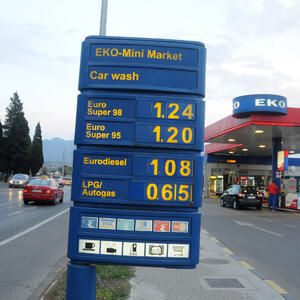 EKO-Mini Market
Car wash
Euro
Super 98 1.24
Euro
Super 95 1.20
Eurodiesel 1.08
LPG/
Autogas 0.615
EKO